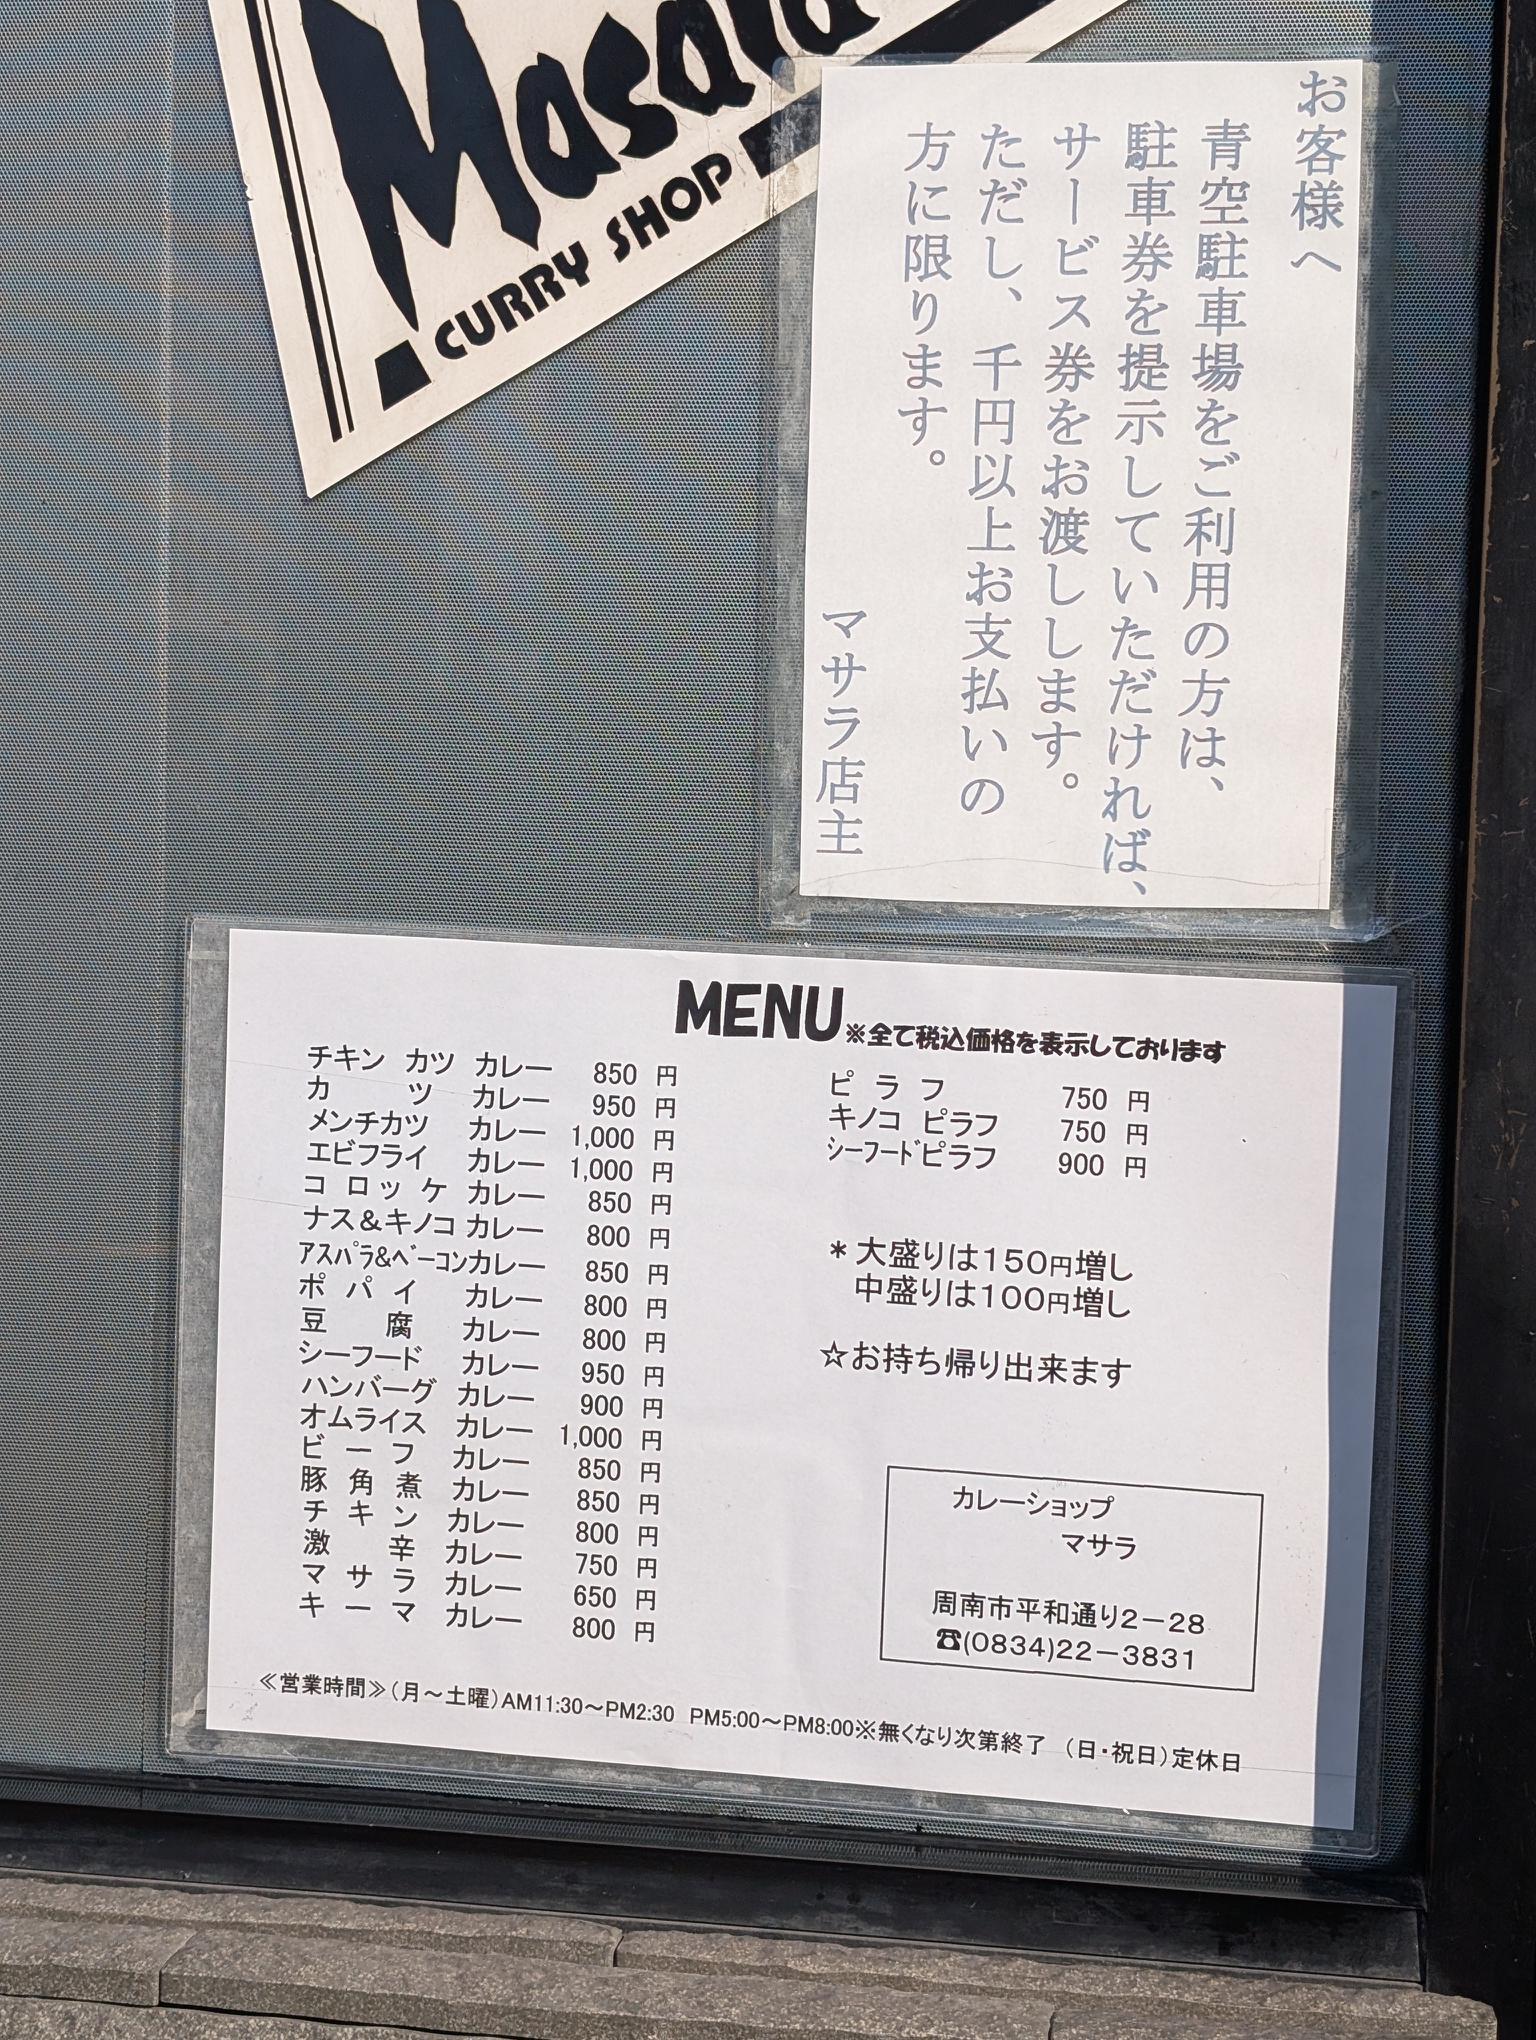 Masala
CURRY SHOP
お客様へ
青空駐車場をご利用の方は、
駐車券を提示していただければ、
サービス券をお渡しします。
ただし、千円以上お支払いの
方に限ります。
マサラ店主
MENU※全て税込価格を表示しております
チキン カツ カレー 850 円
カ ツ カレー 950 円
メンチカツ カレー 1,000 円
エビフライ カレー 1,000 円
コ ロ ッ ケ カレー 850 円
ナス＆キノコ カレー 800 円
ｱｽﾊﾟﾗ&ﾍﾞｰｺﾝカレー 850 円
ポ パ イ カレー 800 円
豆 腐 カレー 800 円
シーフード カレー 950 円
ハンバーグ カレー 900 円
オムライス カレー 1,000 円
ビ ー フ カレー 850 円
豚 角 煮 カレー 850 円
チ キ ン カレー 800 円
激 辛 カレー 750 円
マ サ ラ カレー 650 円
キ ー マ カレー 800 円
ピ ラ フ 750 円
キノコ ピラフ 750 円
ｼｰﾌｰﾄﾞピラフ 900 円
＊大盛りは１５０円増し
中盛りは１００円増し
☆お持ち帰り出来ます
カレーショップ
マサラ
周南市平和通り２－２８
☎(０８３４)２２－３８３１
≪営業時間≫（月～土曜）AM11:30～PM2:30 PM5:00～PM8:00※無くなり次第終了 （日・祝日）定休日